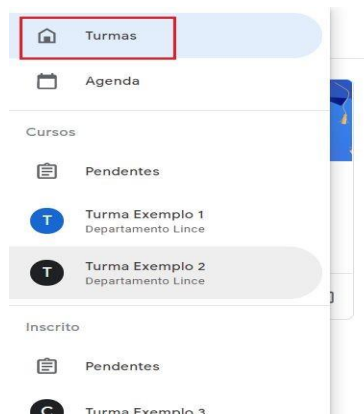 Turmas
Agenda
Cursos
Pendentes
T
Turma Exemplo 1
Departamento Lince
T
Turma Exemplo 2
Departamento Lince
Inscrito
Pendentes
C
Turma Exemplo 3